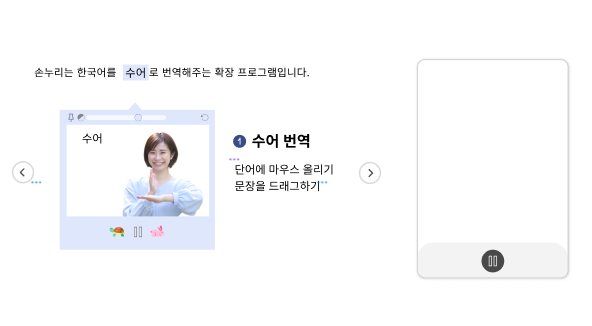 손누리는 한국어를 수어로 번역해주는 확장 프로그램입니다.
수어
1 수어 번역
단어에 마우스 올리기
문장을 드래그하기